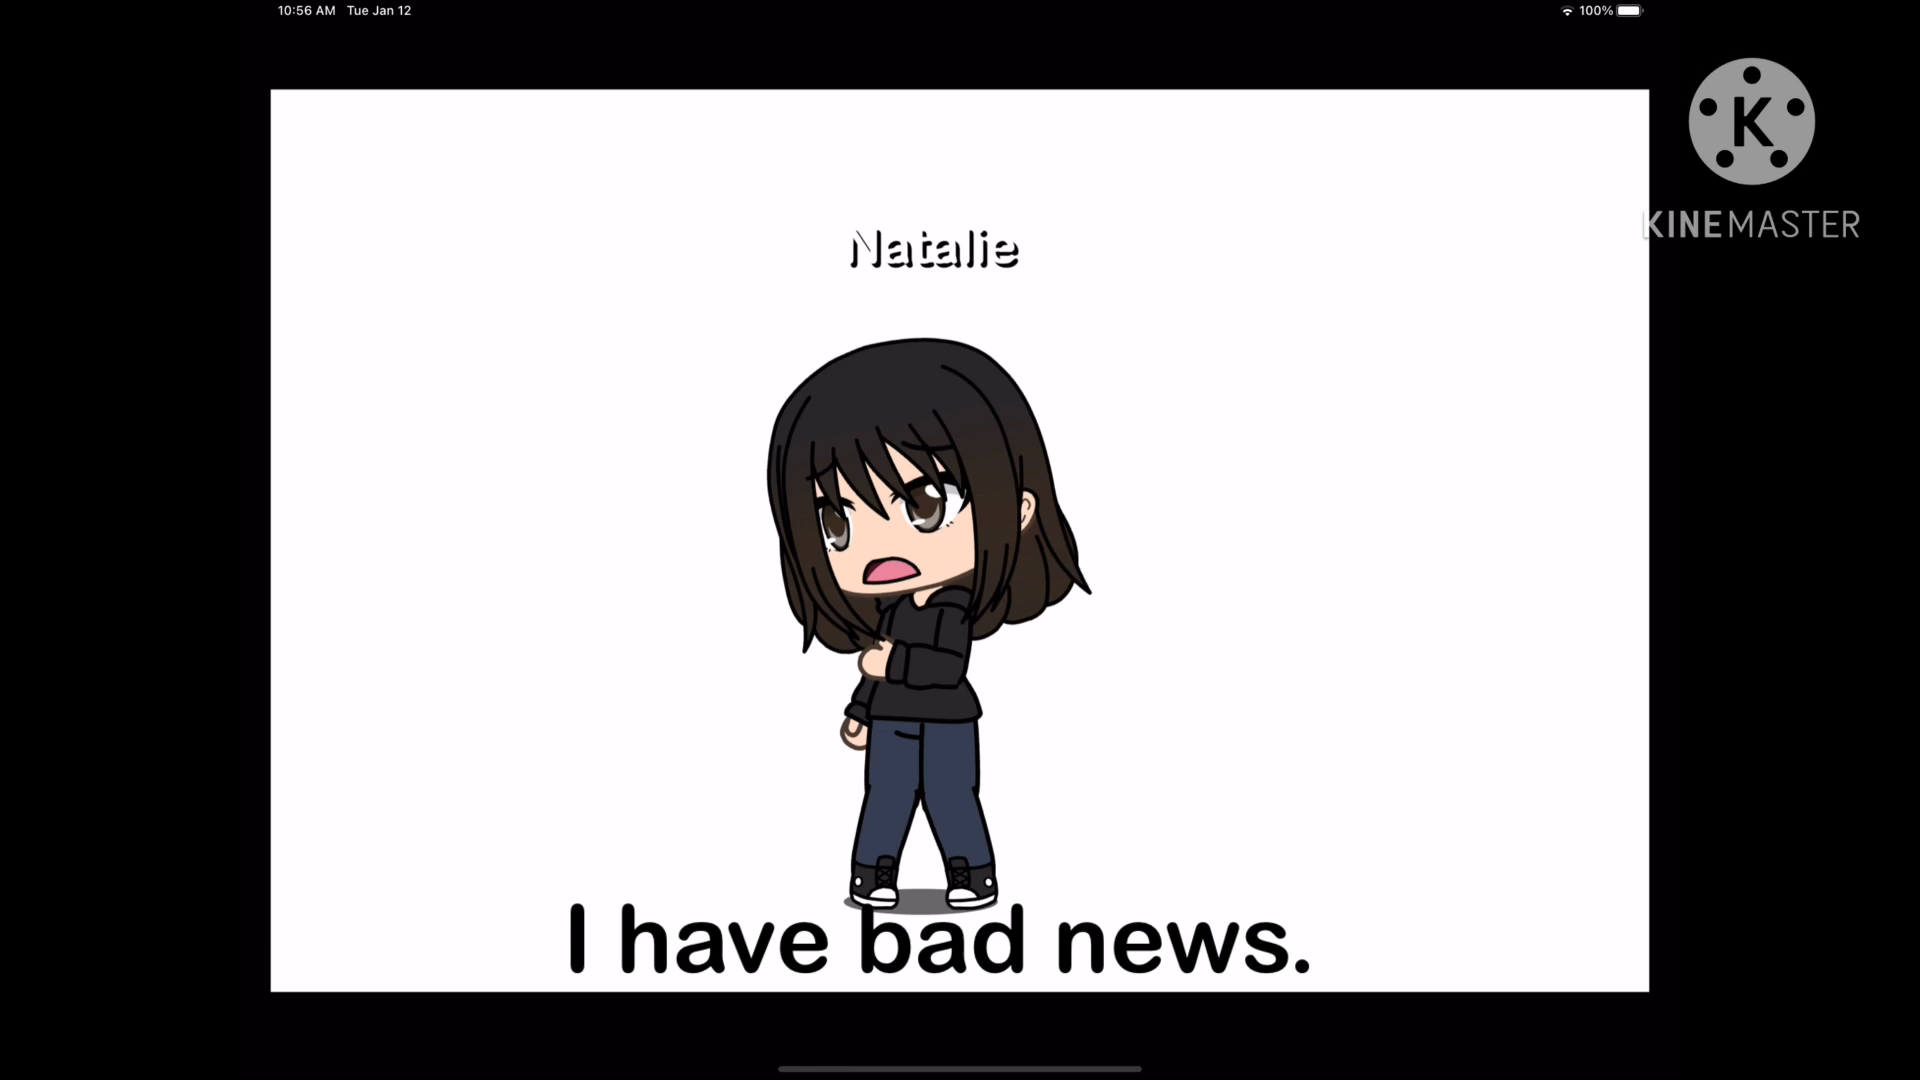 10:56 AM Tue Jan 12
100%
K
KINEMASTER
Natalie
I have bad news.